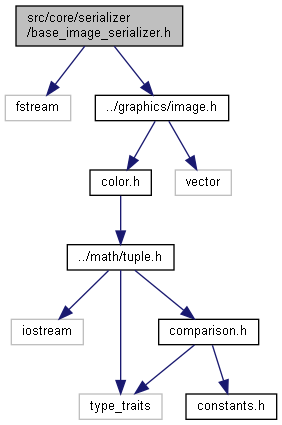 src/core/serializer
/base_image_serializer.h
fstream
../graphics/image.h
color.h
vector
../math/tuple.h
iostream
comparison.h
type_traits
constants.h